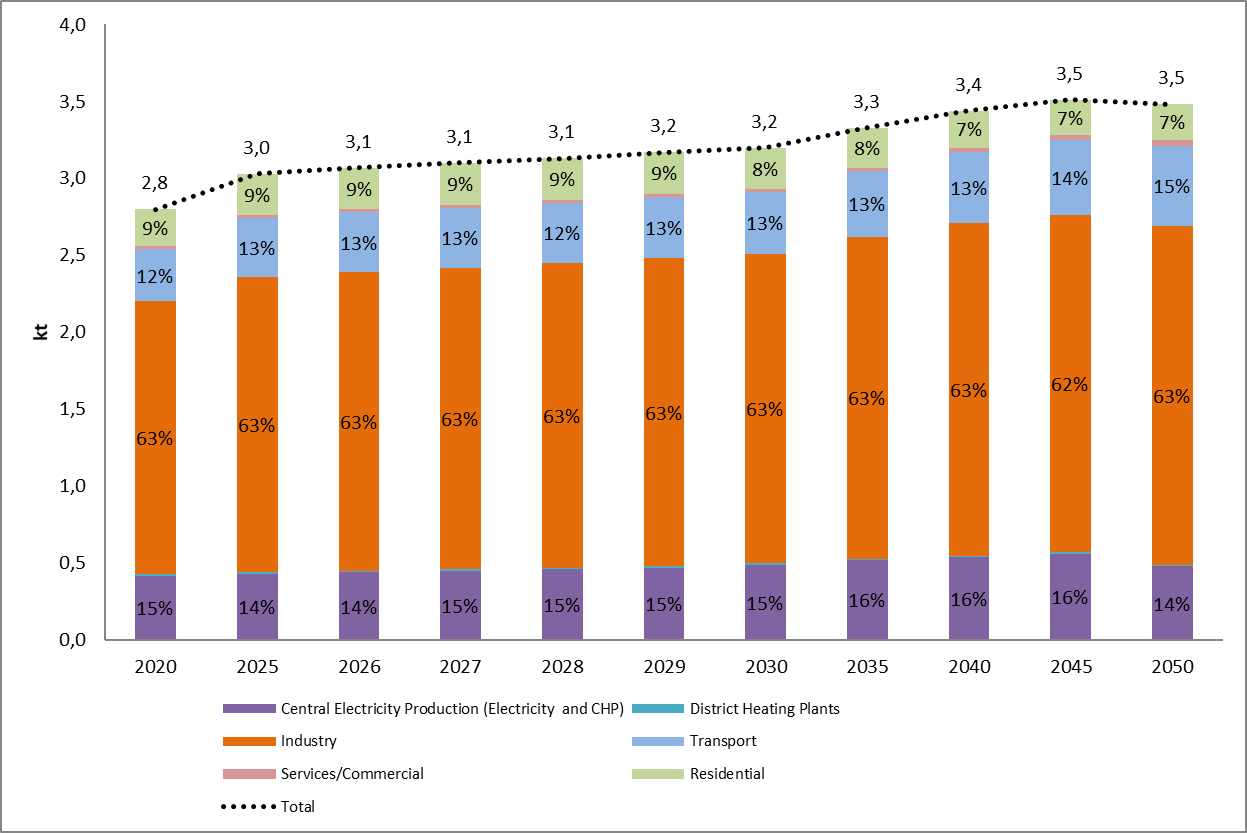 4,0
3,5
3,0
2,5
2,0
1,5
1,0
0,5
0,0
kt
2,8 3,0 3,1 3,1 3,1 3,2 3,2 3,3 3,4 3,5 3,5
9% 9% 9% 9% 9% 9% 8% 8% 7% 7% 7%
12% 13% 13% 13% 12% 13% 13% 13% 13% 14% 15%
63% 63% 63% 63% 63% 63% 63% 63% 63% 62% 63%
15% 14% 14% 15% 15% 15% 15% 16% 16% 16% 14%
2020 2025 2026 2027 2028 2029 2030 2035 2040 2045 2050
Central Electricity Production (Electricity and CHP) District Heating Plants
Industry Transport
Services/Commercial Residential
Total